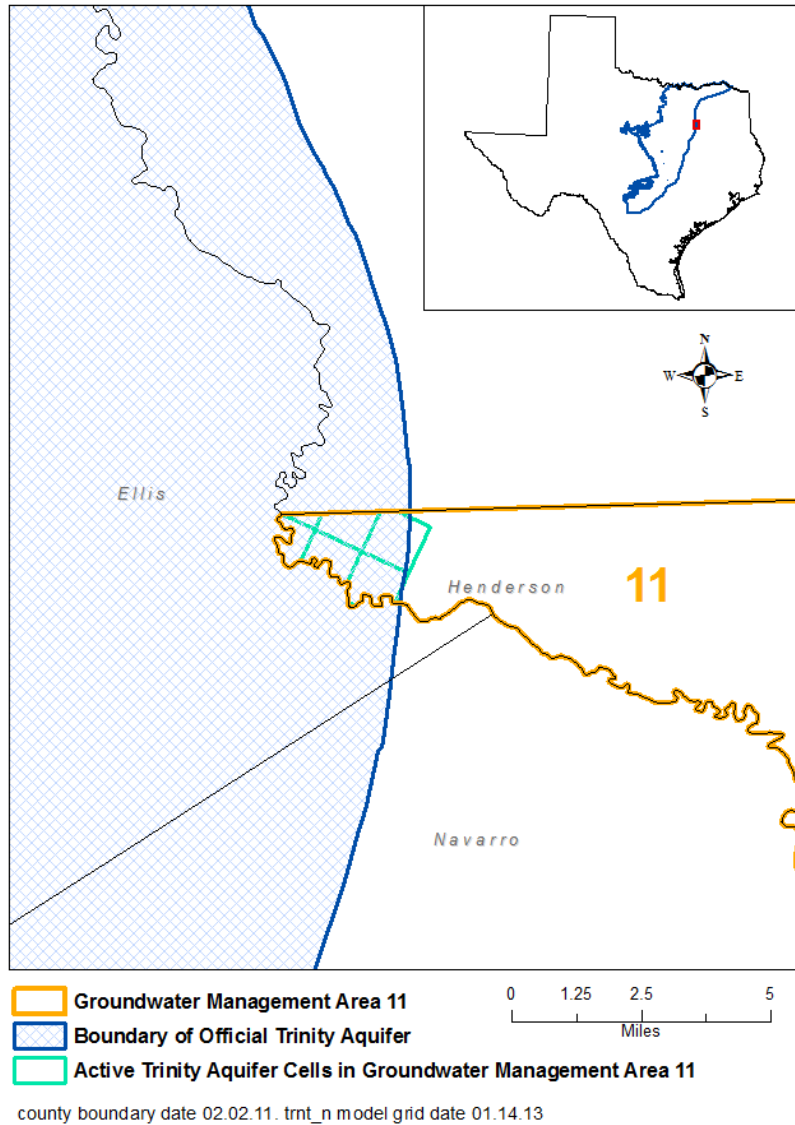 N
W E
S
Ellis
Henderson
11
Navarro
Groundwater Management Area 11
Boundary of Official Trinity Aquifer
Active Trinity Aquifer Cells in Groundwater Management Area 11
0 1.25 2.5 5
Miles
county boundary date 02.02.11. trnt_n model grid date 01.14.13